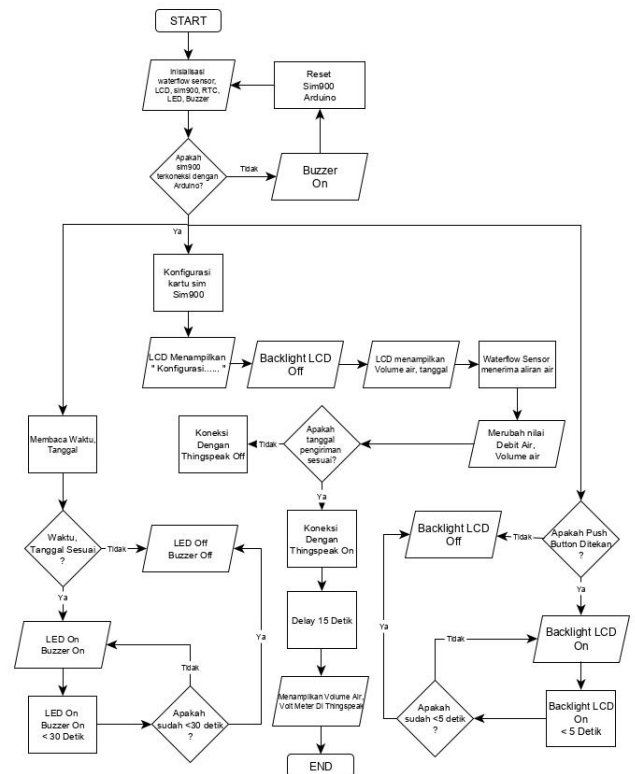 START
Inisialisasi
waterflow sensor,
LCD, sim900, RTC,
LED, Buzzer
Reset
Sim900
Arduino
Apakah
sim900
terkoneksi dengan
Arduino?
Tidak
Buzzer
On
Ya
Konfigurasi
kartu sim
Sim900
LCD Menampilkan
" Konfigurasi...... "
Backlight LCD
Off
LCD menampilkan
Volume air, tanggal
Waterflow Sensor
menerima aliran air
Merubah nilai
Debit Air,
Volume air
Apakah
tanggal
pengiriman
sesuai?
Tidak
Koneksi
Dengan
Thingspeak Off
Ya
Koneksi
Dengan
Thingspeak On
Delay 15 Detik
Menampilkan Volume Air,
Volt Meter Di Thingspeak
END
Membaca Waktu,
Tanggal
Waktu,
Tanggal Sesuai
?
Tidak
LED Off
Buzzer Off
Ya
LED On
Buzzer On
LED On
Buzzer On
< 30 Detik
Apakah
sudah <30 detik
?
Tidak
Ya
Apakah Push
Button Ditekan
?
Tidak
Backlight LCD
Off
Ya
Backlight LCD
On
Backlight LCD
On
< 5 Detik
Apakah
sudah <5 detik
?
Tidak
Ya